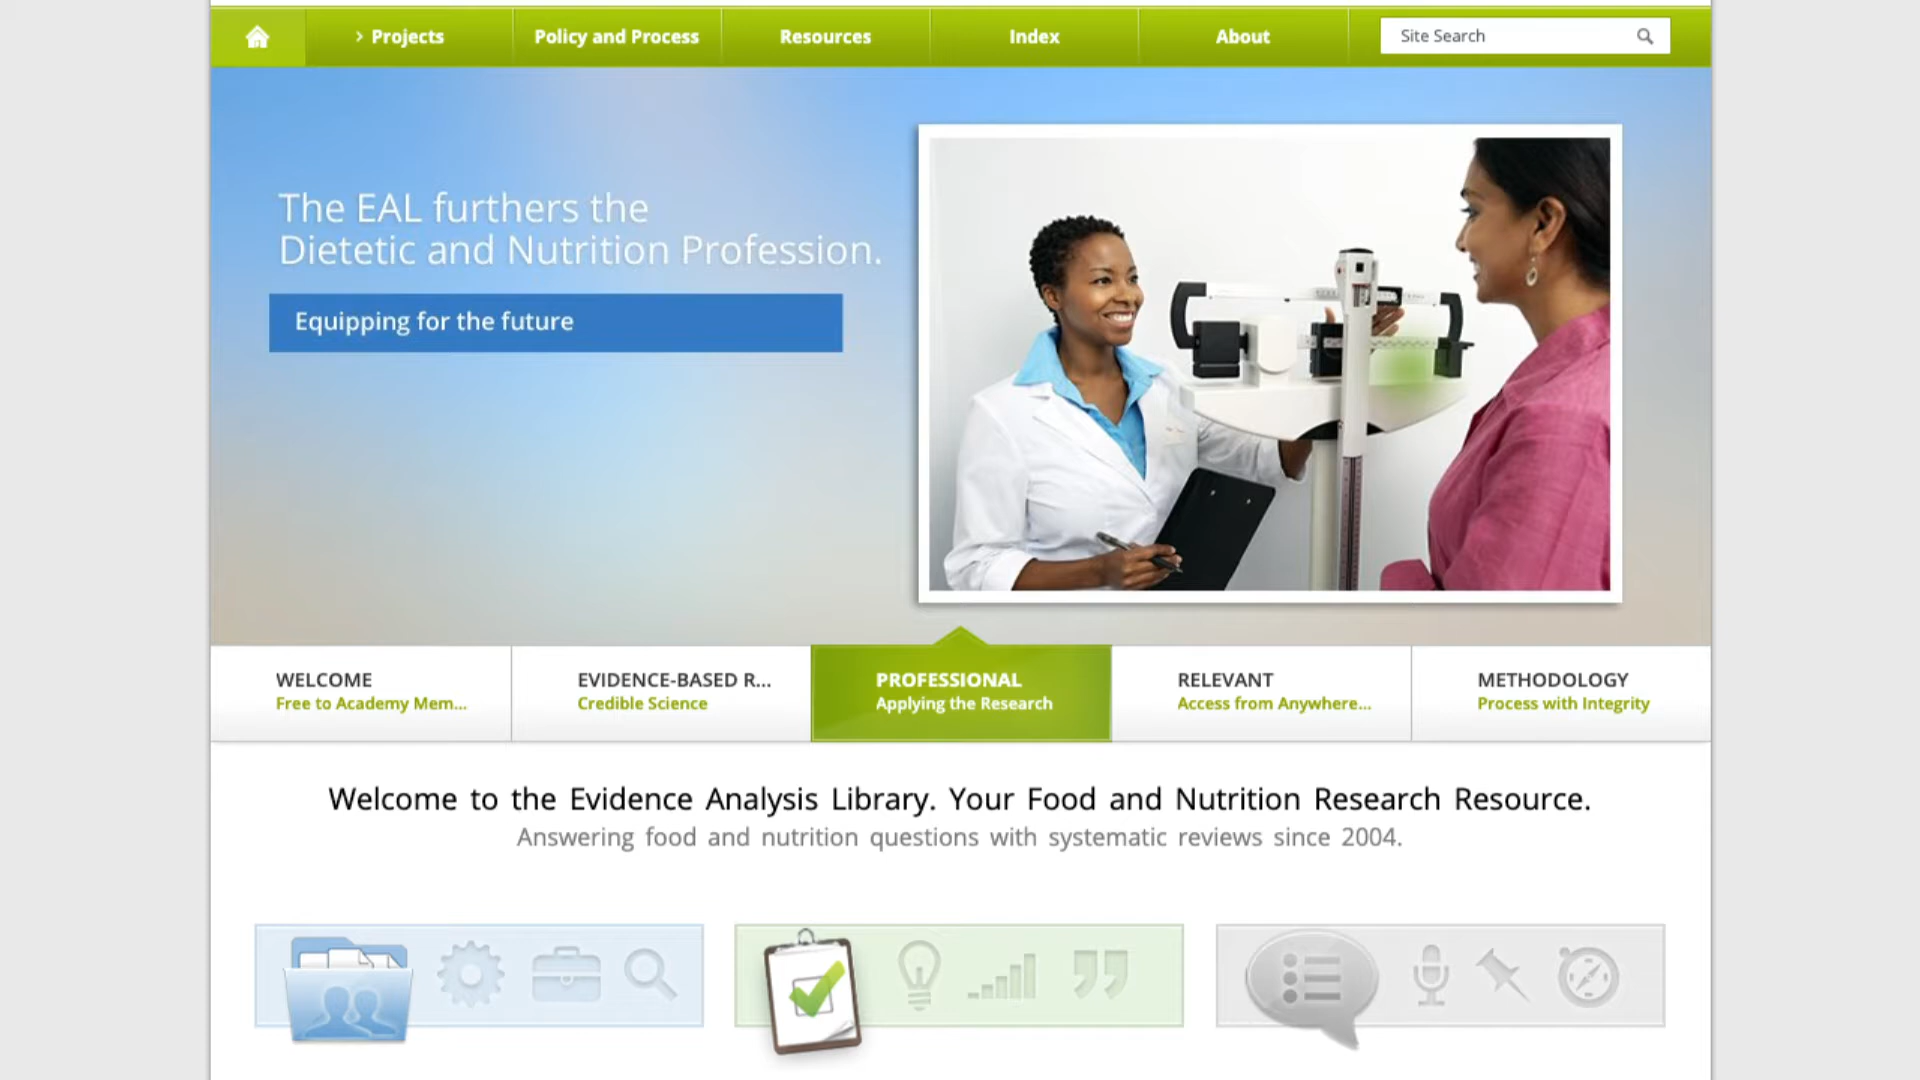 Projects
Policy and Process
Resources
Index
About
Site Search
The EAL furthers the
Dietetic and Nutrition Profession.
Equipping for the future
WELCOME
Free to Academy Mem...
EVIDENCE-BASED R...
Credible Science
PROFESSIONAL
Applying the Research
RELEVANT
Access from Anywhere...
METHODOLOGY
Process with Integrity
Welcome to the Evidence Analysis Library. Your Food and Nutrition Research Resource.
Answering food and nutrition questions with systematic reviews since 2004.